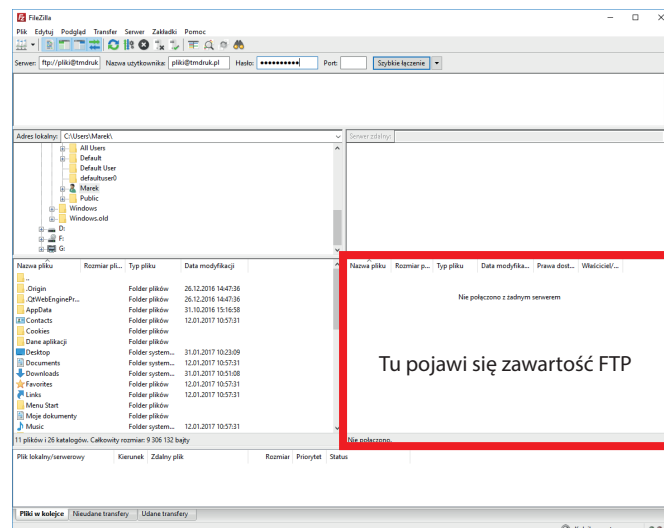 FileZilla
Plik Edytuj Podgląd Transfer Serwer Zakładki Pomoc
Serwer: ftp://pliki@tmdruk Nazwa użytkownika: pliki@tmdruk.pl Hasło: ●●●●●●●●●● Port: Szybkie łączenie
Adres lokalny: C:\Users\Marek\ Serwer zdalny:
All Users
Default
Default User
defaultuser0
Marek
Public
Windows
Windows.old
D:
F:
G:
Nazwa pliku Rozmiar pli... Typ pliku Data modyfikacji
..
.Origin Folder plików 26.12.2016 14:47:36
.QtWebEnginePr... Folder plików 26.12.2016 14:47:36
AppData Folder plików 31.10.2016 15:16:58
Contacts Folder plików 12.01.2017 10:57:31
Cookies Folder plików
Dane aplikacji Folder plików
Desktop Folder system... 31.01.2017 10:23:09
Documents Folder system... 12.01.2017 10:57:31
Downloads Folder system... 31.01.2017 10:51:08
Favorites Folder system... 12.01.2017 10:57:31
Links Folder system... 12.01.2017 10:57:31
Menu Start Folder plików
Moje dokumenty Folder plików
Music Folder system... 12.01.2017 10:57:31
11 plików i 26 katalogów. Całkowity rozmiar: 9 306 132 bajty
Nazwa pliku Rozmiar p... Typ pliku Data modyfika... Prawa dost... Właściciel/...
Nie połączono z żadnym serwerem
Tu pojawi się zawartość FTP
Nie połączono.
Plik lokalny/serwerowy Kierunek Zdalny plik Rozmiar Priorytet Status
Pliki w kolejce Nieudane transfery Udane transfery